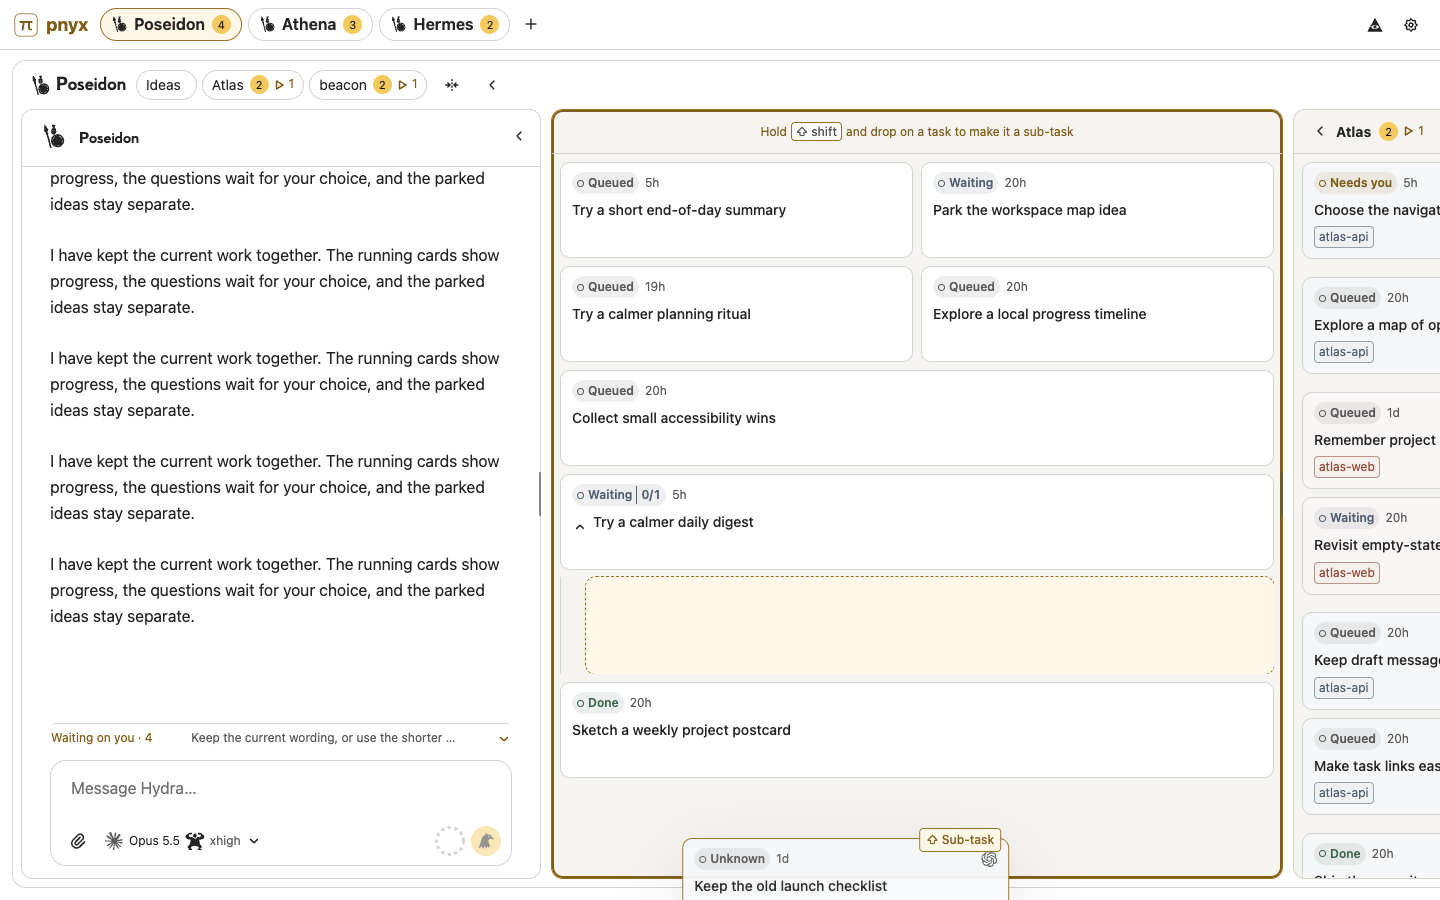 π pnyx
Poseidon 4
Athena 3
Hermes 2
+
Poseidon
Ideas
Atlas 2 1
beacon 2 1
Poseidon
progress, the questions wait for your choice, and the parked
ideas stay separate.
I have kept the current work together. The running cards show
progress, the questions wait for your choice, and the parked
ideas stay separate.
I have kept the current work together. The running cards show
progress, the questions wait for your choice, and the parked
ideas stay separate.
I have kept the current work together. The running cards show
progress, the questions wait for your choice, and the parked
ideas stay separate.
I have kept the current work together. The running cards show
progress, the questions wait for your choice, and the parked
ideas stay separate.
Waiting on you · 4
Keep the current wording, or use the shorter ...
Message Hydra...
Opus 5.5 xhigh
Hold shift and drop on a task to make it a sub-task
Queued 5h
Try a short end-of-day summary
Waiting 20h
Park the workspace map idea
Queued 19h
Try a calmer planning ritual
Queued 20h
Explore a local progress timeline
Queued 20h
Collect small accessibility wins
Waiting 0/1 5h
Try a calmer daily digest
Done 20h
Sketch a weekly project postcard
Sub-task
Unknown 1d
Keep the old launch checklist
Atlas 2 1
Needs you 5h
Choose the navigat
atlas-api
Queued 20h
Explore a map of op
atlas-api
Queued 1d
Remember project
atlas-web
Waiting 20h
Revisit empty-state
atlas-web
Queued 20h
Keep draft message
atlas-api
Queued 20h
Make task links eas
atlas-api
Done 20h